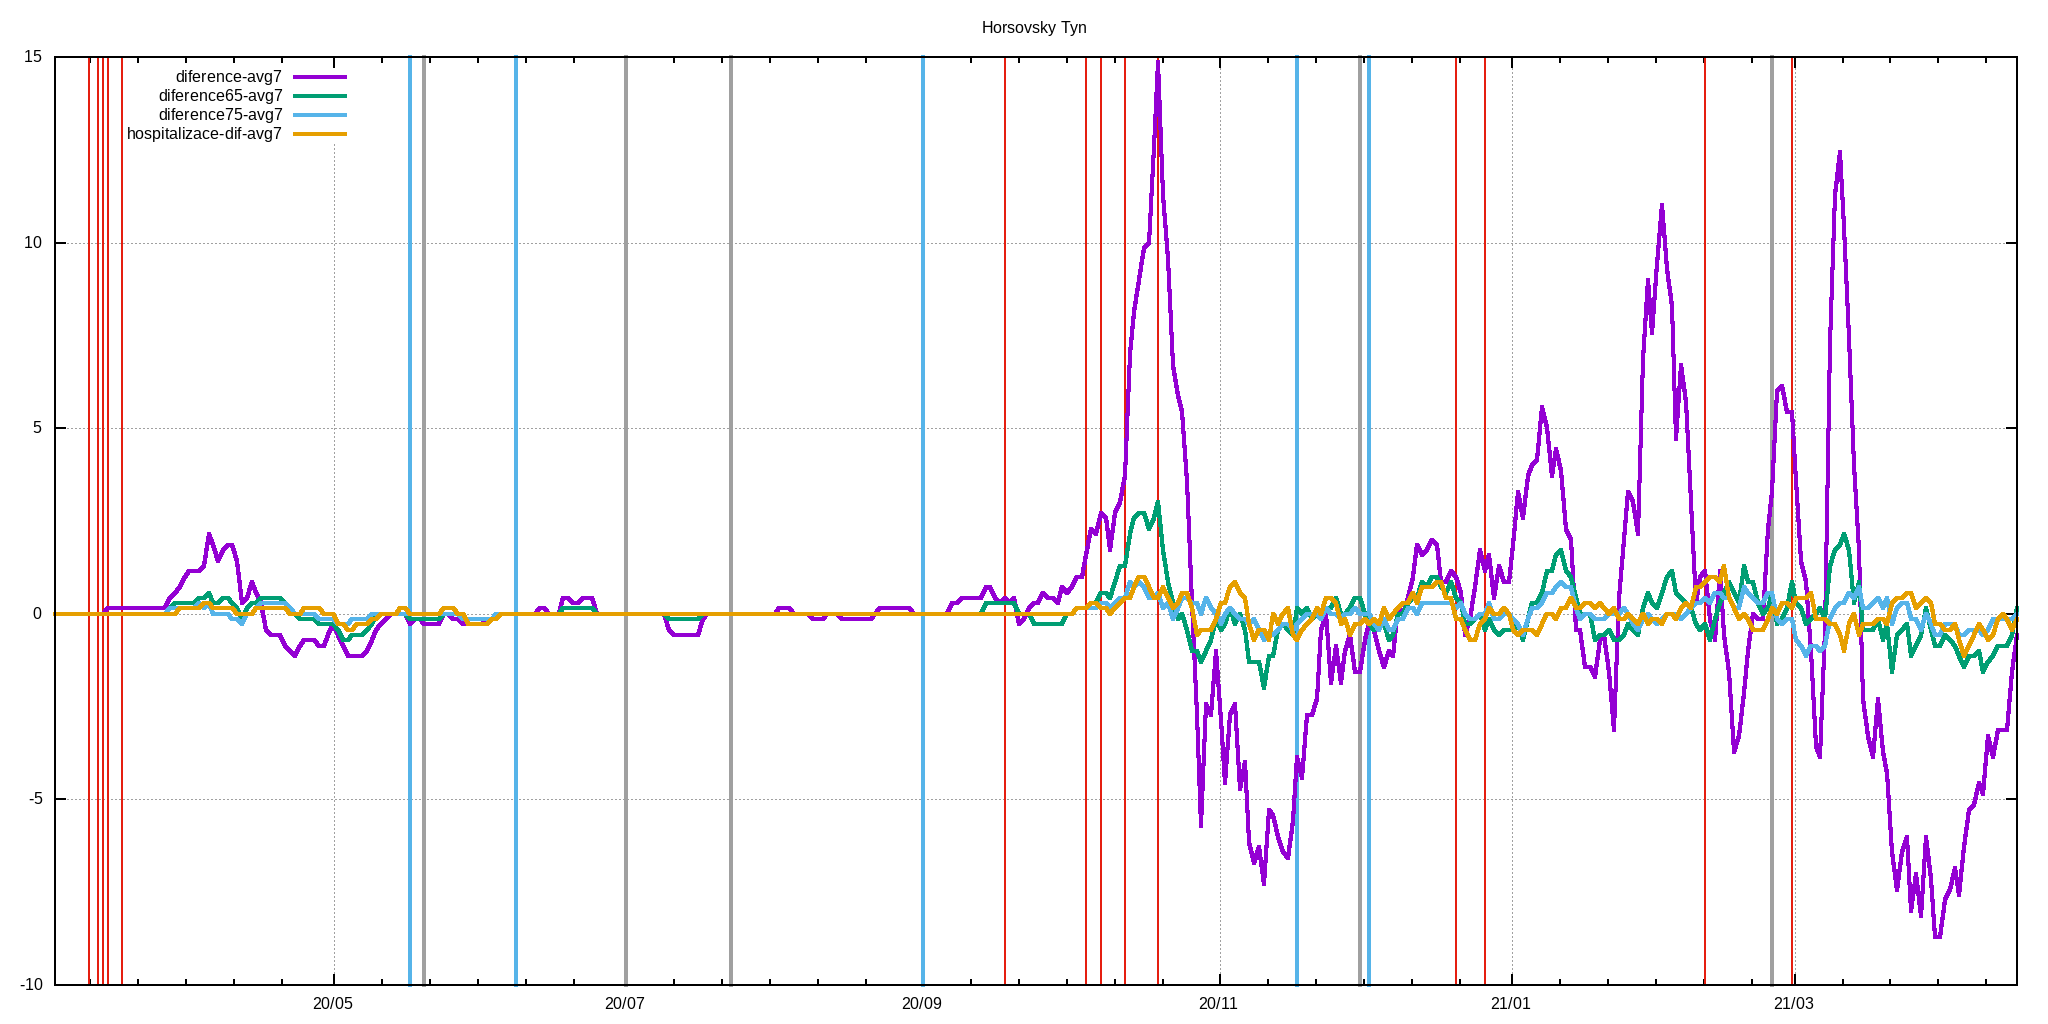 Horsovsky Tyn
15
diference-avg7
diference65-avg7
diference75-avg7
hospitalizace-dif-avg7
10
5
0
-5
-10
20/05 20/07 20/09 20/11 21/01 21/03